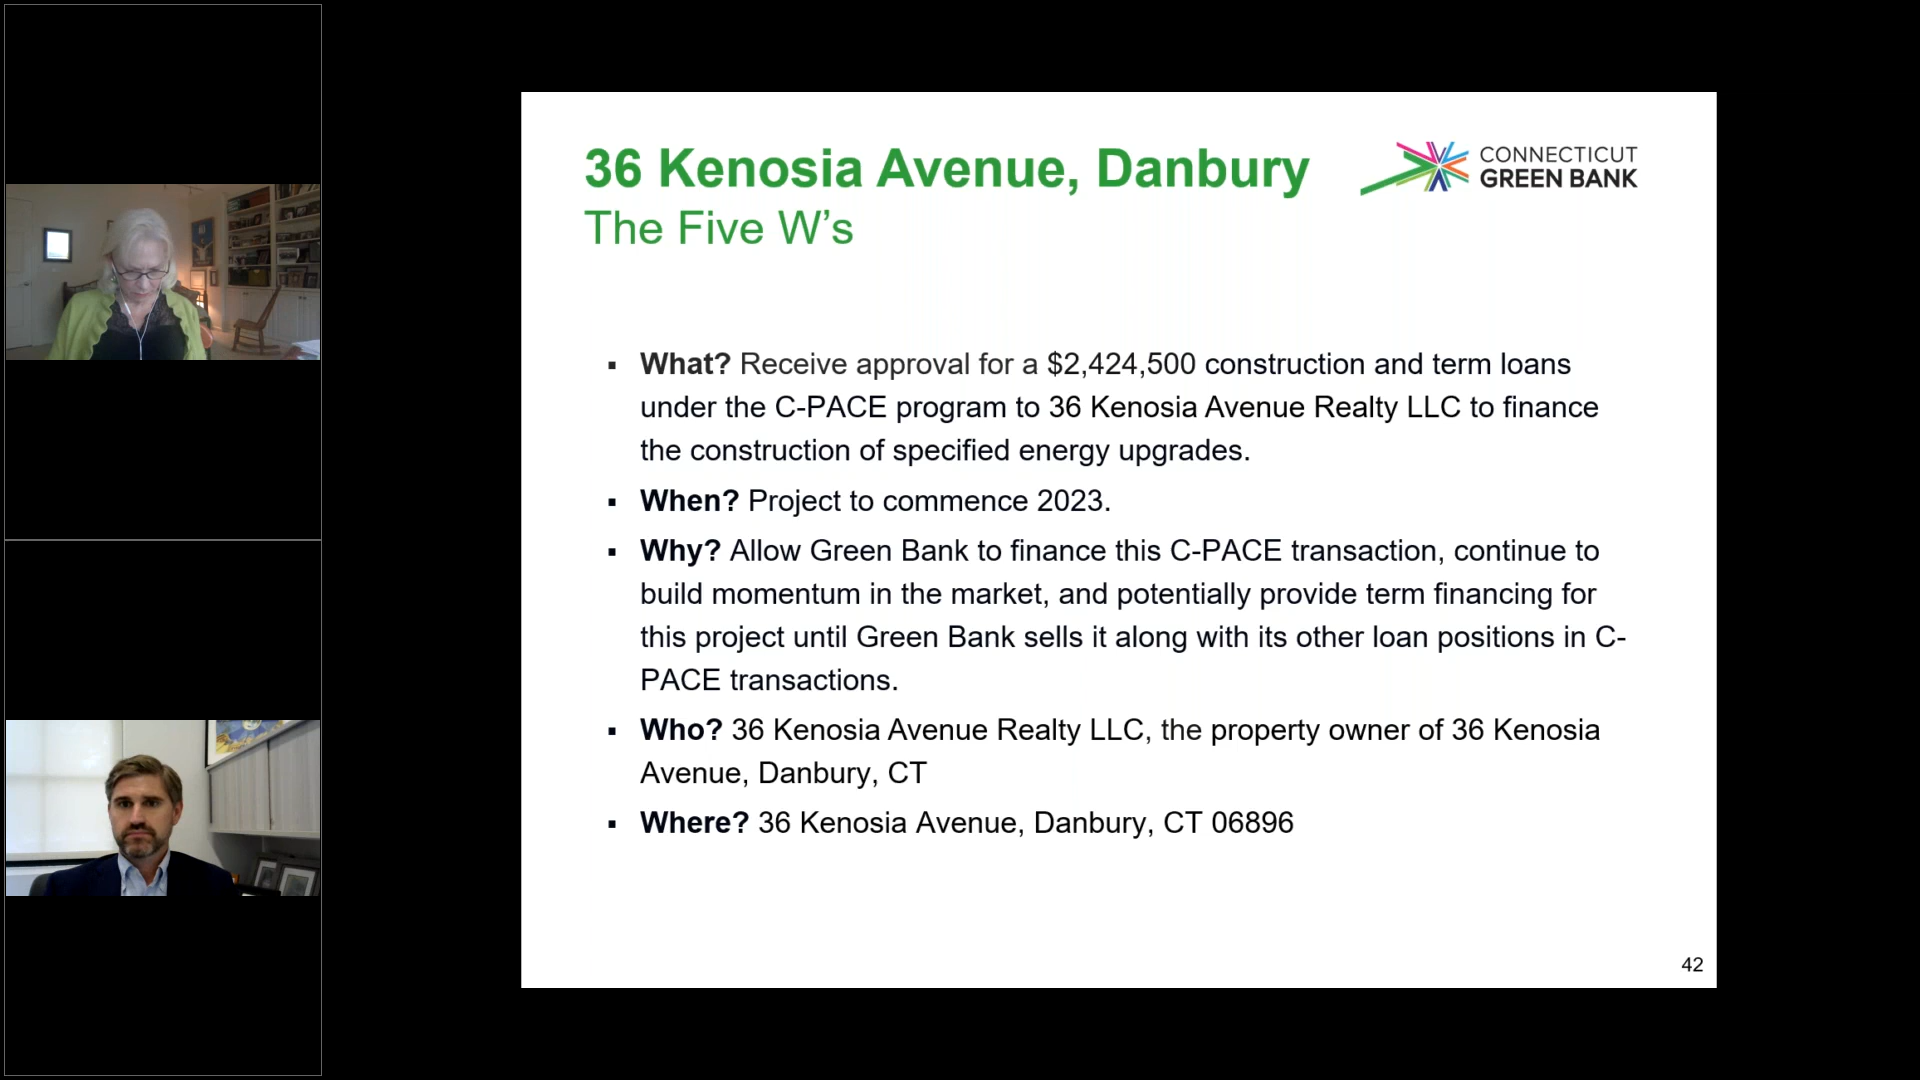 36 Kenosia Avenue, Danbury
CONNECTICUT
GREEN BANK
The Five W’s
▪ What? Receive approval for a $2,424,500 construction and term loans
under the C-PACE program to 36 Kenosia Avenue Realty LLC to finance
the construction of specified energy upgrades.
▪ When? Project to commence 2023.
▪ Why? Allow Green Bank to finance this C-PACE transaction, continue to
build momentum in the market, and potentially provide term financing for
this project until Green Bank sells it along with its other loan positions in C-
PACE transactions.
▪ Who? 36 Kenosia Avenue Realty LLC, the property owner of 36 Kenosia
Avenue, Danbury, CT
▪ Where? 36 Kenosia Avenue, Danbury, CT 06896
42